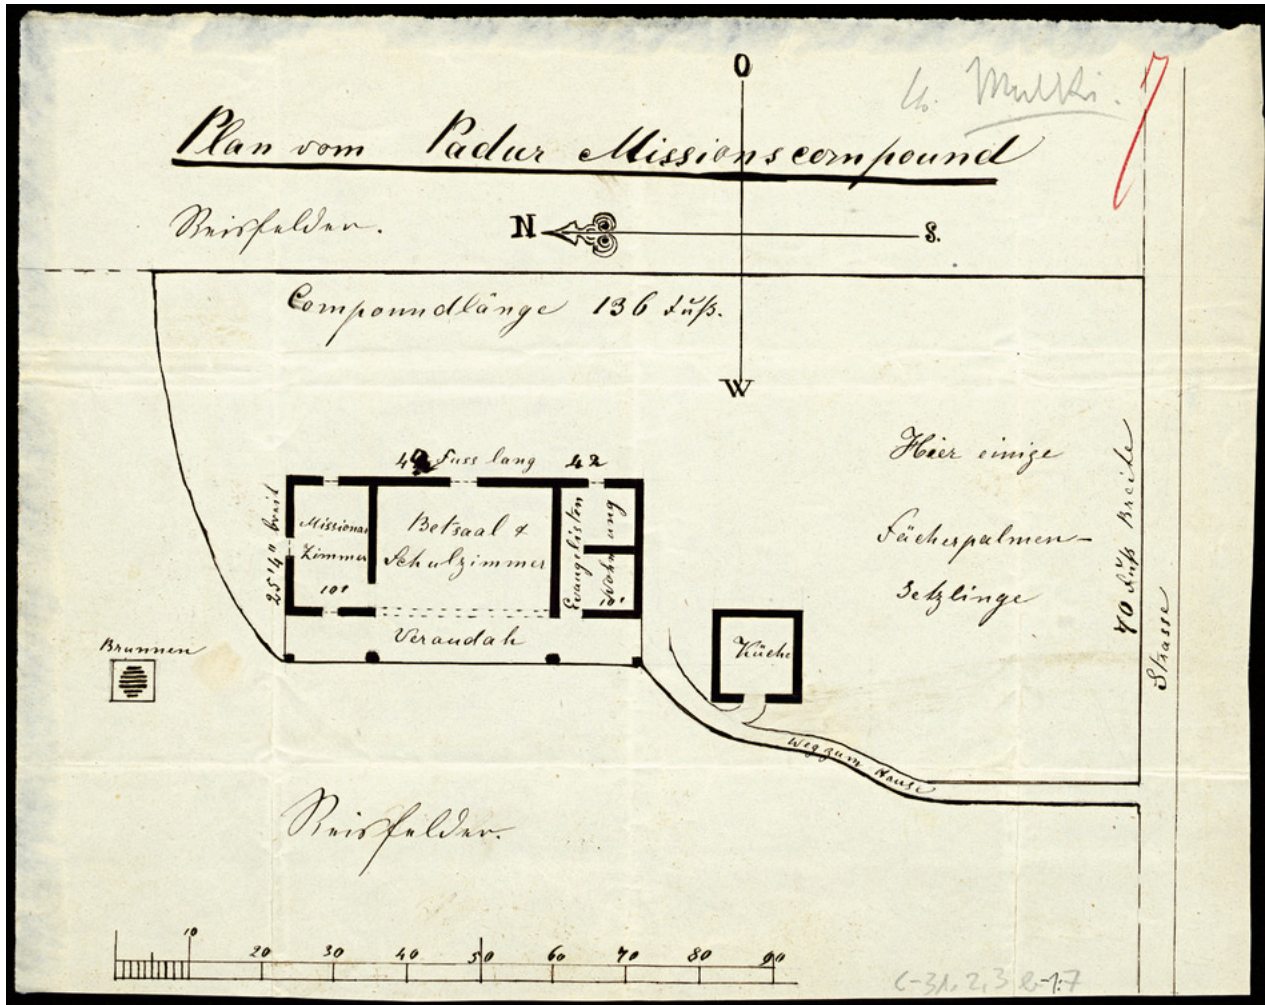 O
Mulki.
Plan vom Padur Missionscompound
Reisfelder.
N
S.
Compoundlänge 136 Fuß.
W
Fuss lang 42
Hier einige
Fächerpalmen-
Setzlinge
70 Fuß Breite
Strasse
25'4" breit
Missionar
Zimmer
10'
Betsaal &
Schulzimmer
Evangelisten
Wohnung
10'
Verandah
Küche
Brunnen
Weg zum Hause
Reisfelder.
10 20 30 40 50 60 70 80 90
C-31.2,3